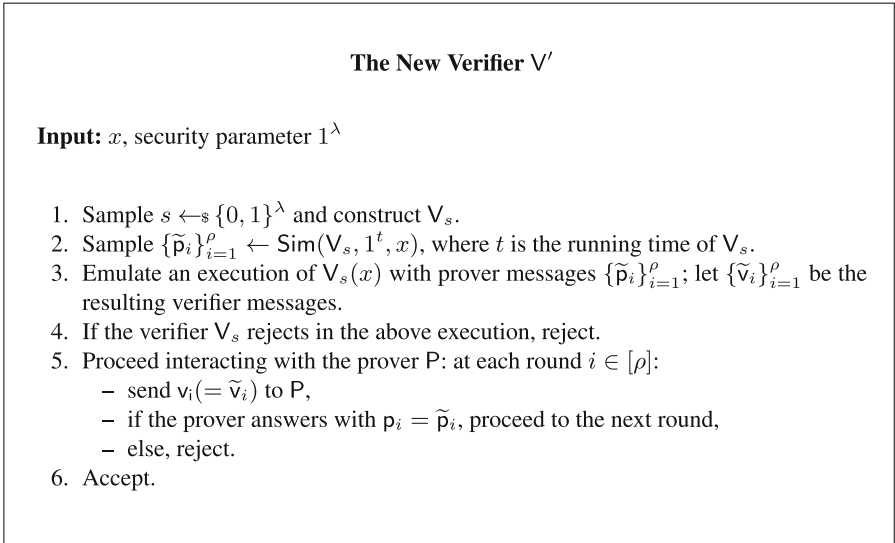 The New Verifier V′
Input: x, security parameter 1^λ
1. Sample s ←$ {0, 1}^λ and construct V_s.
2. Sample {p̃_i}_{i=1}^ρ ← Sim(V_s, 1^t, x), where t is the running time of V_s.
3. Emulate an execution of V_s(x) with prover messages {p̃_i}_{i=1}^ρ; let {ṽ_i}_{i=1}^ρ be the
resulting verifier messages.
4. If the verifier V_s rejects in the above execution, reject.
5. Proceed interacting with the prover P: at each round i ∈ [ρ]:
– send v_i(= ṽ_i) to P,
– if the prover answers with p_i = p̃_i, proceed to the next round,
– else, reject.
6. Accept.